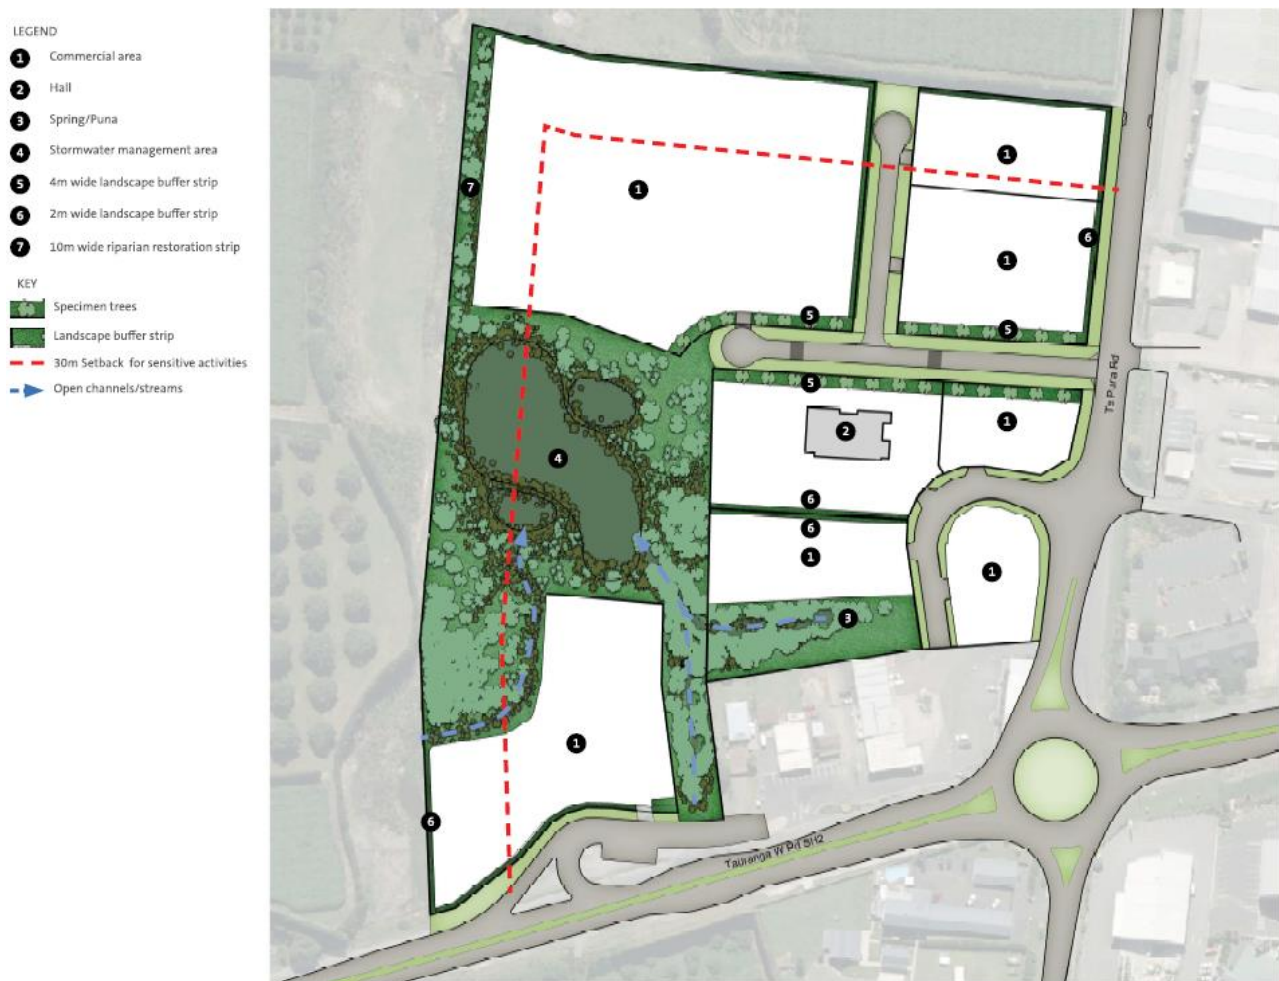 LEGEND
1 Commercial area
2 Hall
3 Spring/Puna
4 Stormwater management area
5 4m wide landscape buffer strip
6 2m wide landscape buffer strip
7 10m wide riparian restoration strip
KEY
Specimen trees
Landscape buffer strip
30m Setback for sensitive activities
Open channels/streams
1
7
1
6
1
5
5
5
1
2
4
6
6
1
1
3
1
6
Te Puna Rd
Tauranga W Rd SH2